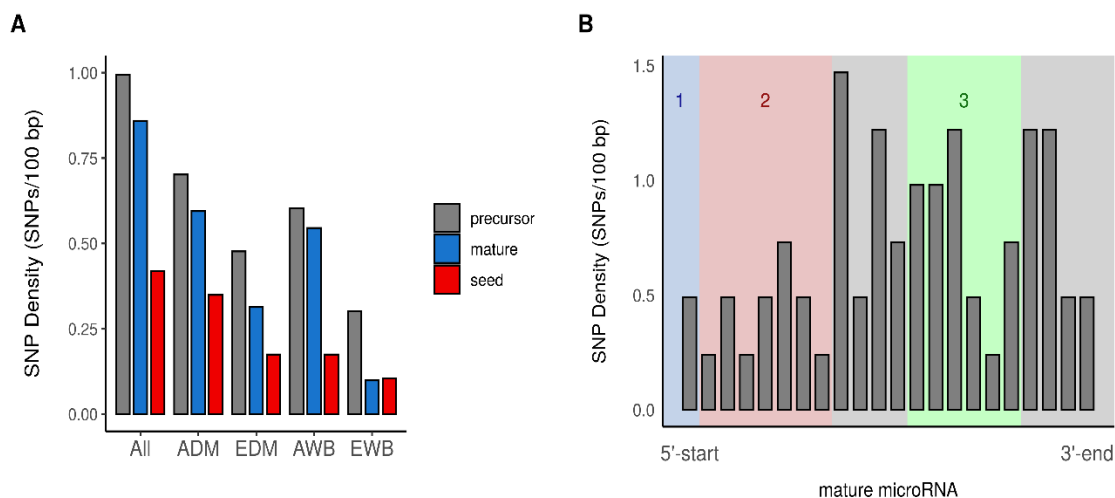 A
SNP Density (SNPs/100 bp)
1.00
0.75
0.50
0.25
0.00
All ADM EDM AWB EWB
precursor
mature
seed
B
SNP Density (SNPs/100 bp)
1.5
1.0
0.5
0.0
1 2 3
5'-start 3'-end
mature microRNA